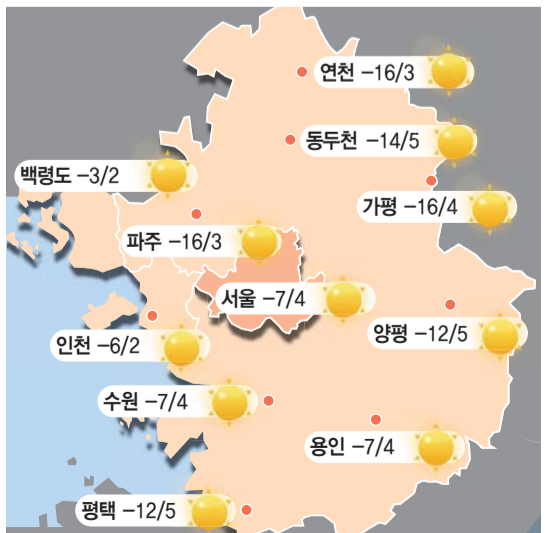 연천 –16/3
동두천 –14/5
백령도 –3/2
가평 –16/4
파주 –16/3
서울 –7/4
양평 –12/5
인천 –6/2
수원 –7/4
용인 –7/4
평택 –12/5